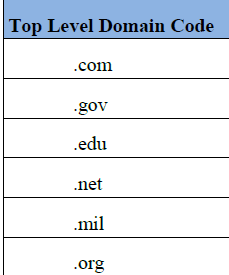 Top Level Domain Code
.com
.gov
.edu
.net
.mil
.org